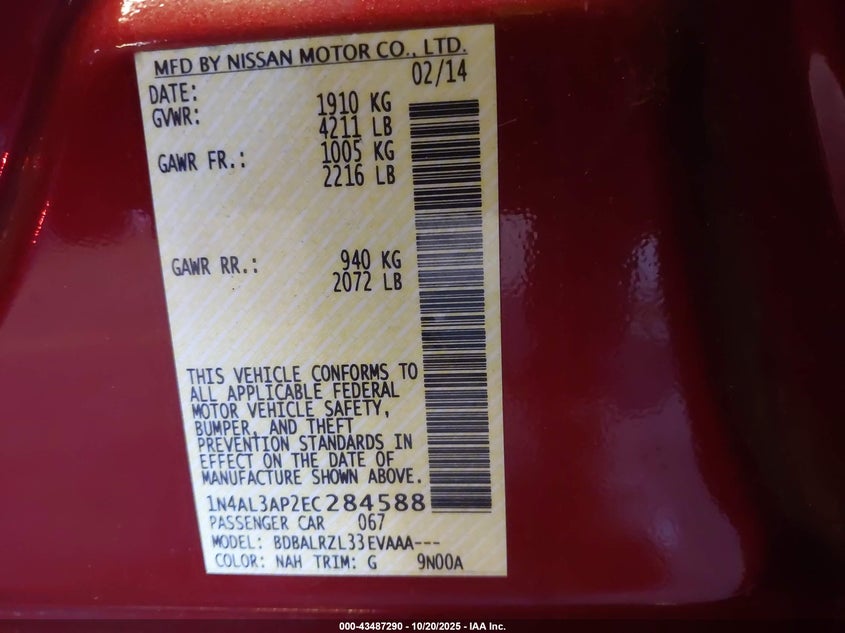 MFD BY NISSAN MOTOR CO., LTD.
DATE: 02/14
GVWR: 1910 KG
4211 LB
GAWR FR.: 1005 KG
2216 LB
GAWR RR.: 940 KG
2072 LB
THIS VEHICLE CONFORMS TO
ALL APPLICABLE FEDERAL
MOTOR VEHICLE SAFETY,
BUMPER, AND THEFT
PREVENTION STANDARDS IN
EFFECT ON THE DATE OF
MANUFACTURE SHOWN ABOVE.
1N4AL3AP2EC284588
PASSENGER CAR 067
MODEL: BDBALRZL33EVAAA---
COLOR: NAH TRIM: G 9N00A
000-43487290 - 10/20/2025 - IAA Inc.